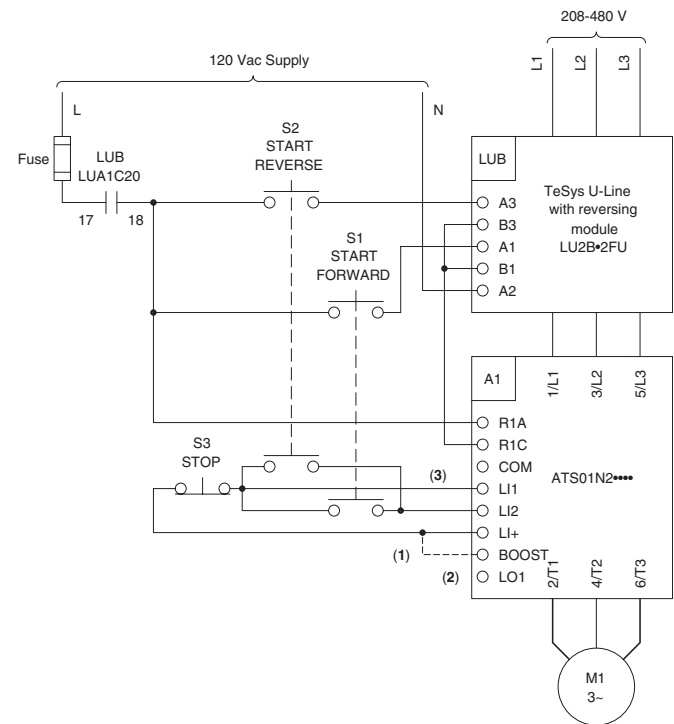 208-480 V
120 Vac Supply
L1
L2
L3
L
N
S2
START
REVERSE
Fuse
LUB
LUA1C20
17
18
LUB
TeSys U-Line
with reversing
module
LU2B•2FU
A3
B3
A1
B1
A2
S1
START
FORWARD
A1
1/L1
3/L2
5/L3
R1A
R1C
COM
LI1
LI2
LI+
BOOST
LO1
ATS01N2••••
S3
STOP
(3)
(1)
(2)
2/T1
4/T2
6/T3
M1
3~